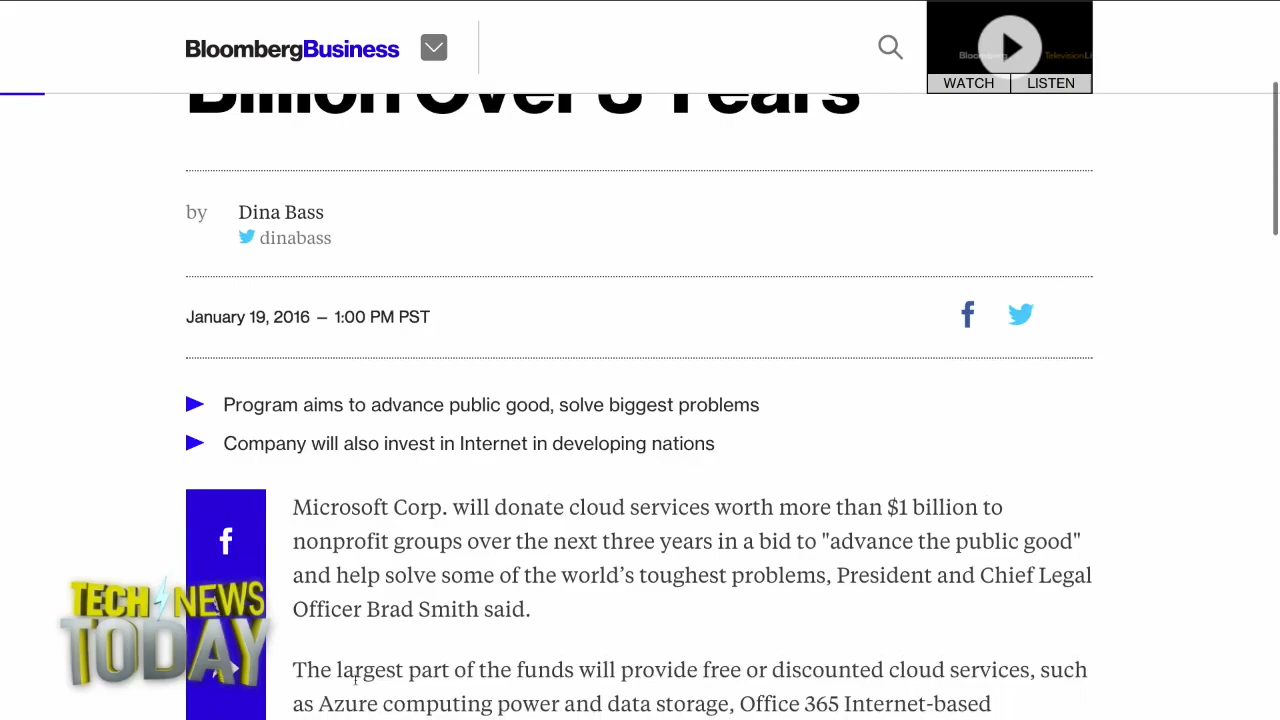 BloombergBusiness
Bloomberg TelevisionLi
WATCH LISTEN
Billion Over 3 Years
by Dina Bass
dinabass
January 19, 2016 – 1:00 PM PST
Program aims to advance public good, solve biggest problems
Company will also invest in Internet in developing nations
Microsoft Corp. will donate cloud services worth more than $1 billion to
nonprofit groups over the next three years in a bid to "advance the public good"
and help solve some of the world’s toughest problems, President and Chief Legal
Officer Brad Smith said.
The largest part of the funds will provide free or discounted cloud services, such
as Azure computing power and data storage, Office 365 Internet-based
TECH NEWS
TODAY